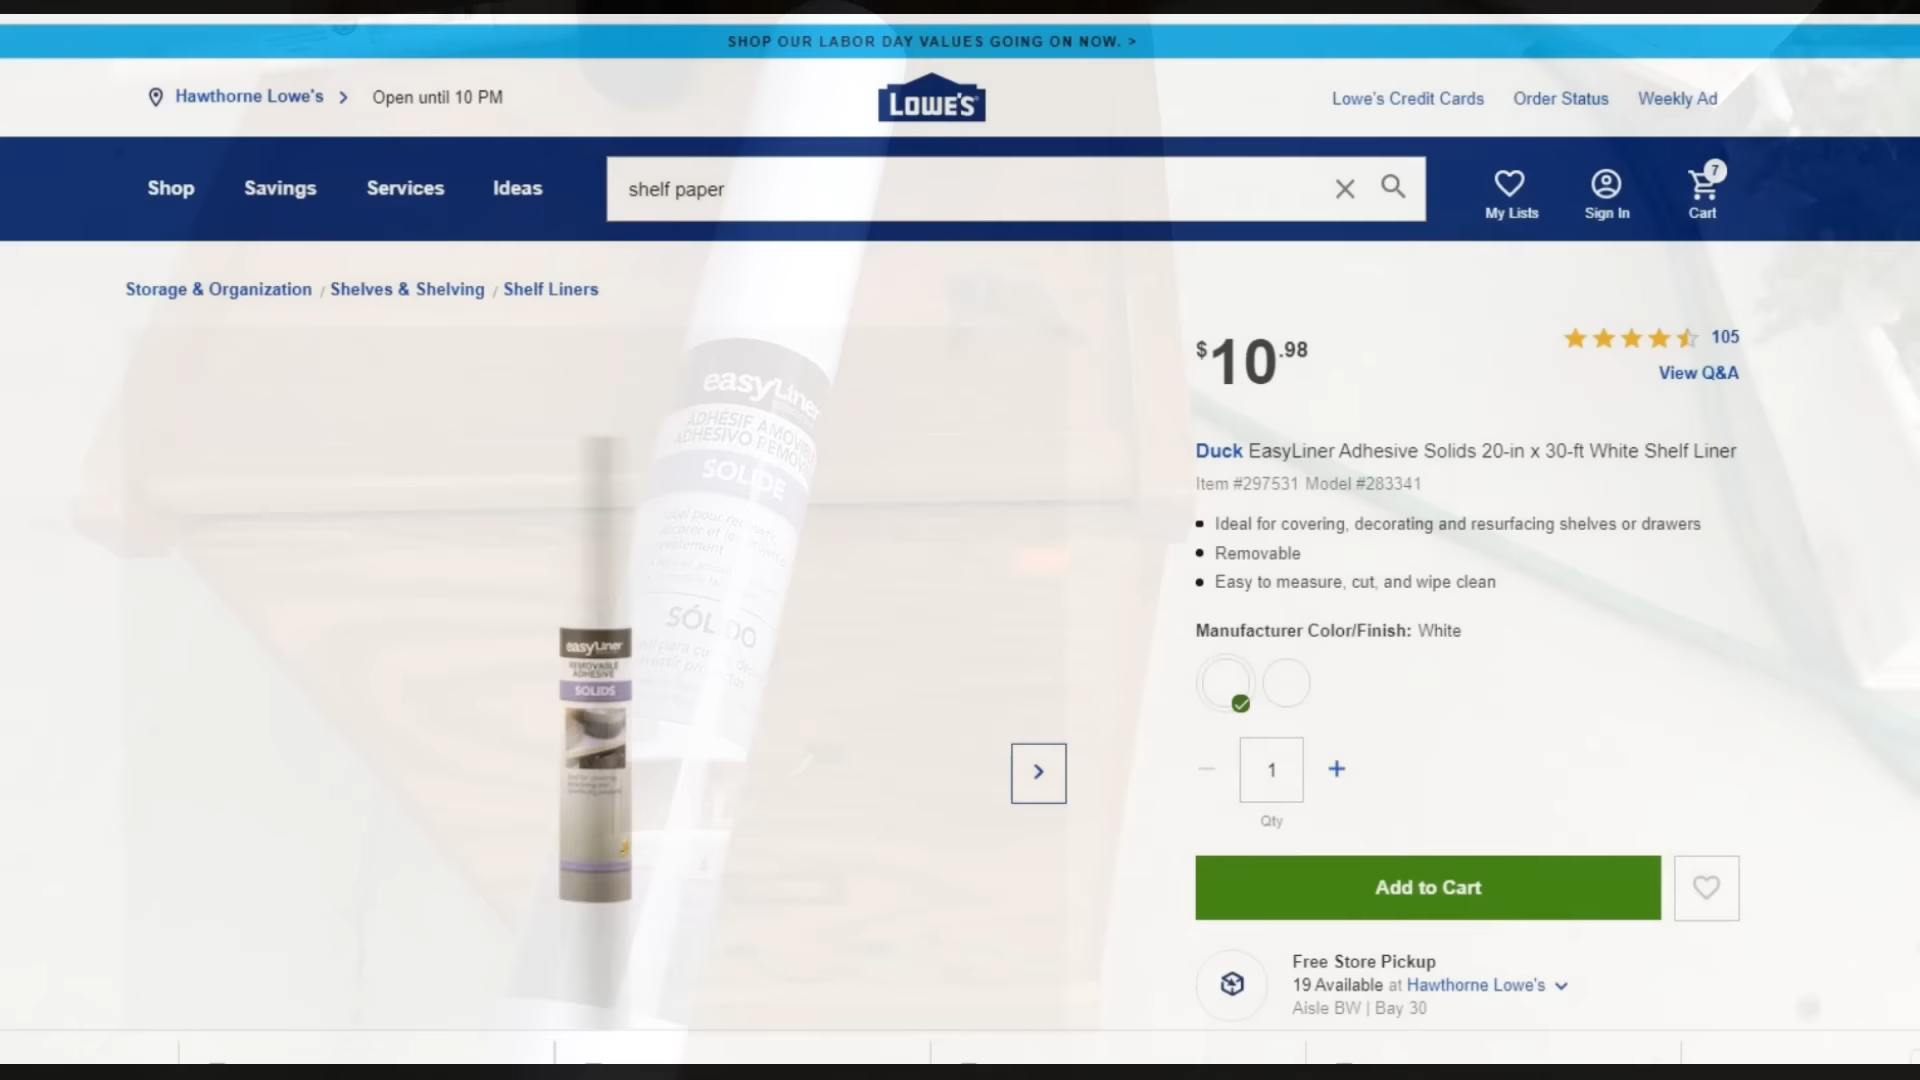 SHOP OUR LABOR DAY VALUES GOING ON NOW. >
Hawthorne Lowe's > Open until 10 PM
LOWE'S
Lowe's Credit Cards Order Status Weekly Ad
Shop Savings Services Ideas
shelf paper
7
My Lists Sign In Cart
Storage & Organization / Shelves & Shelving / Shelf Liners
$10.98
105
View Q&A
Duck EasyLiner Adhesive Solids 20-in x 30-ft White Shelf Liner
Item #297531 Model #283341
Ideal for covering, decorating and resurfacing shelves or drawers
Removable
Easy to measure, cut, and wipe clean
Manufacturer Color/Finish: White
1
Qty
Add to Cart
Free Store Pickup
19 Available at Hawthorne Lowe's
Aisle BW | Bay 30
easyLiner
REMOVABLE
ADHESIVE
SOLIDS
easyLiner
ADHÉSIF
ADHESIVO
SOLIDE
SÓLIDO